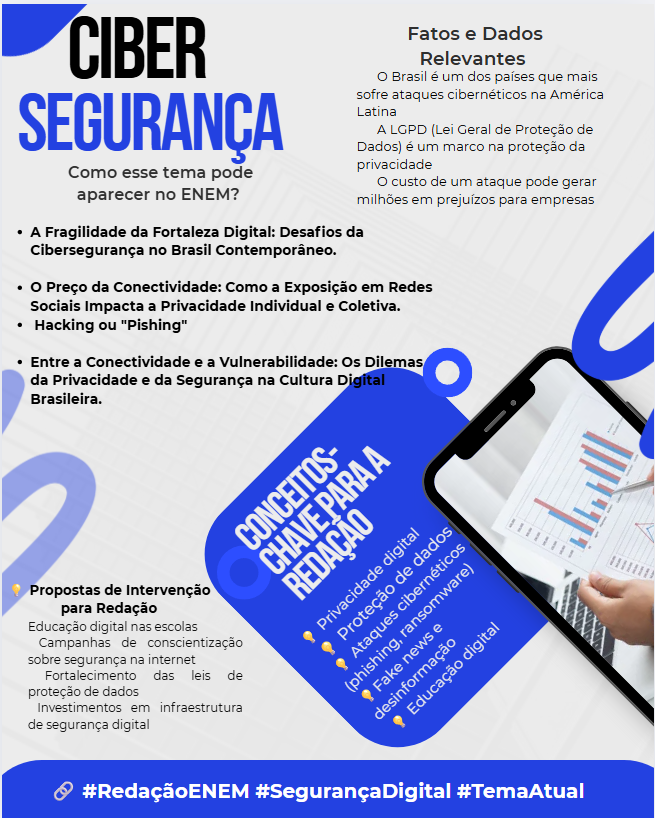 CIBER
SEGURANÇA
Como esse tema pode
aparecer no ENEM?
Fatos e Dados
Relevantes
O Brasil é um dos países que mais
sofre ataques cibernéticos na América
Latina
A LGPD (Lei Geral de Proteção de
Dados) é um marco na proteção da
privacidade
O custo de um ataque pode gerar
milhões em prejuízos para empresas
• A Fragilidade da Fortaleza Digital: Desafios da
Cibersegurança no Brasil Contemporâneo.
• O Preço da Conectividade: Como a Exposição em Redes
Sociais Impacta a Privacidade Individual e Coletiva.
• Hacking ou "Pishing"
• Entre a Conectividade e a Vulnerabilidade: Os Dilemas
da Privacidade e da Segurança na Cultura Digital
Brasileira.
CONCEITOS-
CHAVE PARA A
REDAÇÃO
Privacidade digital
Proteção de dados
Ataques cibernéticos
(phishing, ransomware)
Fake news e
desinformação
Educação digital
Propostas de Intervenção
para Redação
Educação digital nas escolas
Campanhas de conscientização
sobre segurança na internet
Fortalecimento das leis de
proteção de dados
Investimentos em infraestrutura
de segurança digital
#RedaçãoENEM #SegurançaDigital #TemaAtual